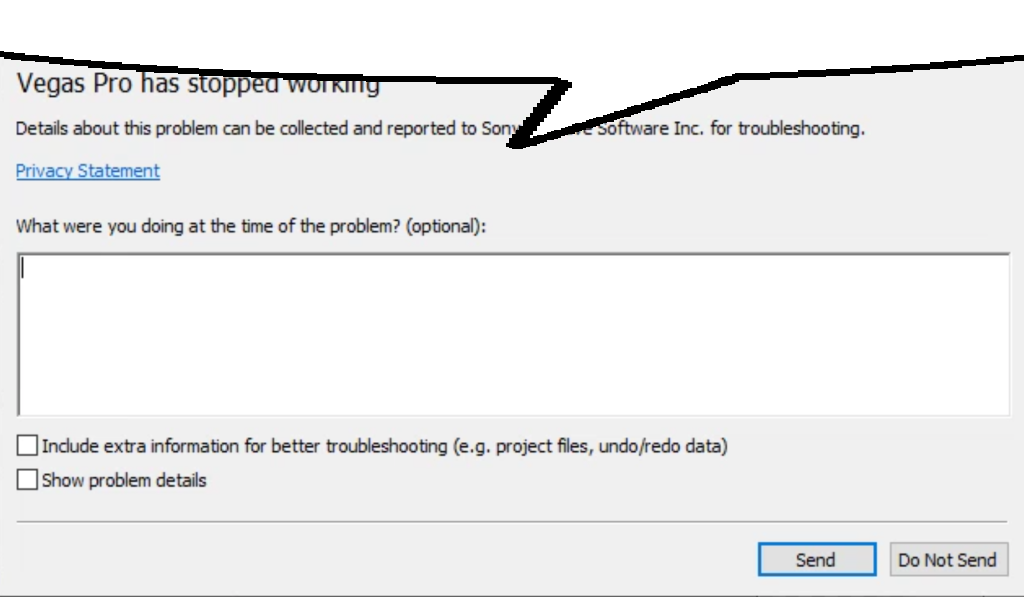 Vegas Pro has stopped working
Details about this problem can be collected and reported to Sony Software Inc. for troubleshooting.
Privacy Statement
What were you doing at the time of the problem? (optional):
Include extra information for better troubleshooting (e.g. project files, undo/redo data)
Show problem details
Send
Do Not Send